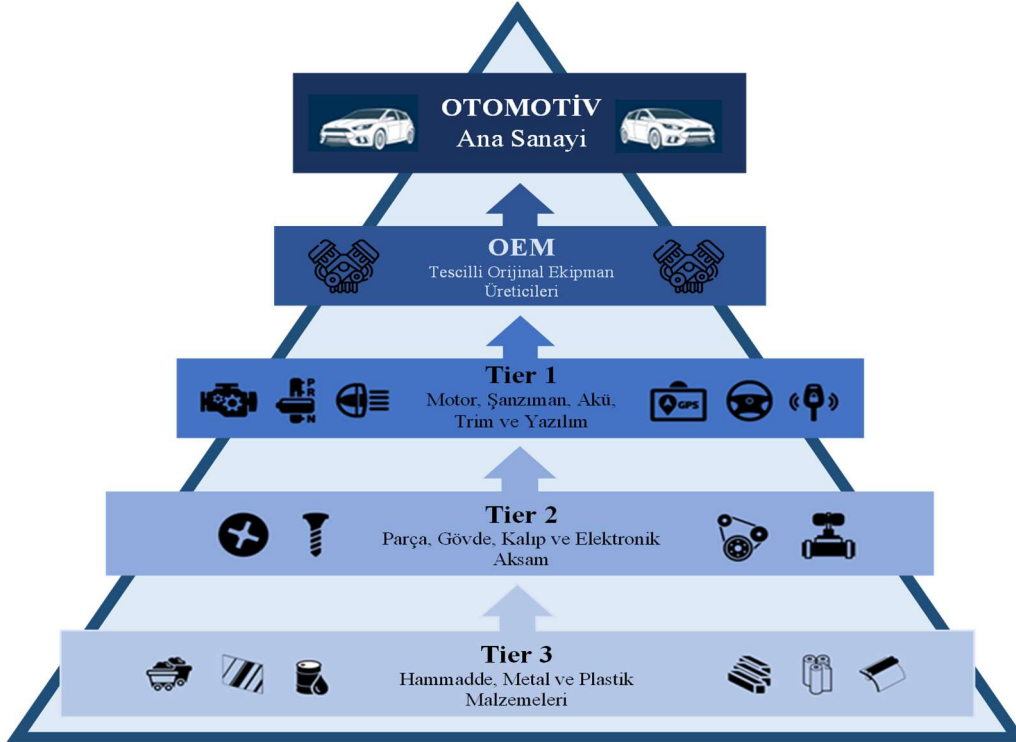 OTOMOTİV
Ana Sanayi
OEM
Tescilli Orijinal Ekipman
Üreticileri
Tier 1
Motor, Şanzıman, Akü,
Trim ve Yazılım
P
R
N
GPS
Tier 2
Parça, Gövde, Kalıp ve Elektronik
Aksam
Tier 3
Hammadde, Metal ve Plastik
Malzemeleri